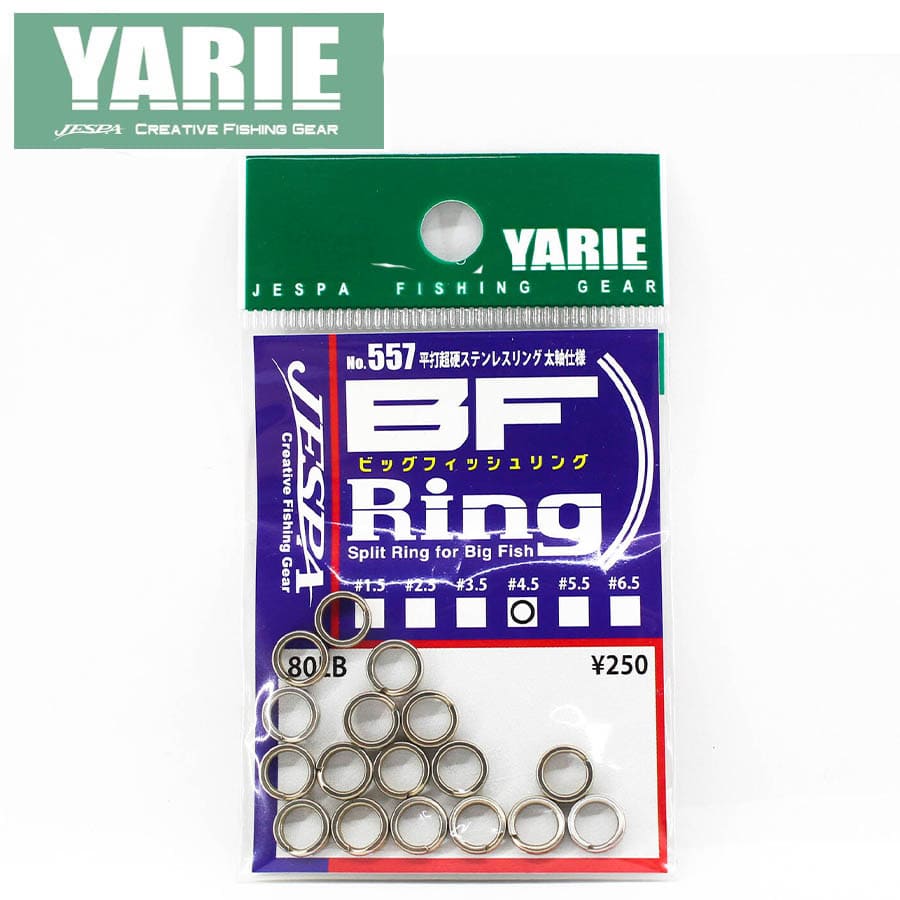 YARIE
JESPA CREATIVE FISHING GEAR
YARIE
JESPA FISHING GEAR
No.557 平打超硬ステンレスリング 太軸仕様
BF
ビッグフィッシュリング
Ring
Split Ring for Big Fish
JESPA
Creative Fishing Gear
#1.5 #2.5 #3.5 #4.5 #5.5 #6.5
80LB ¥250